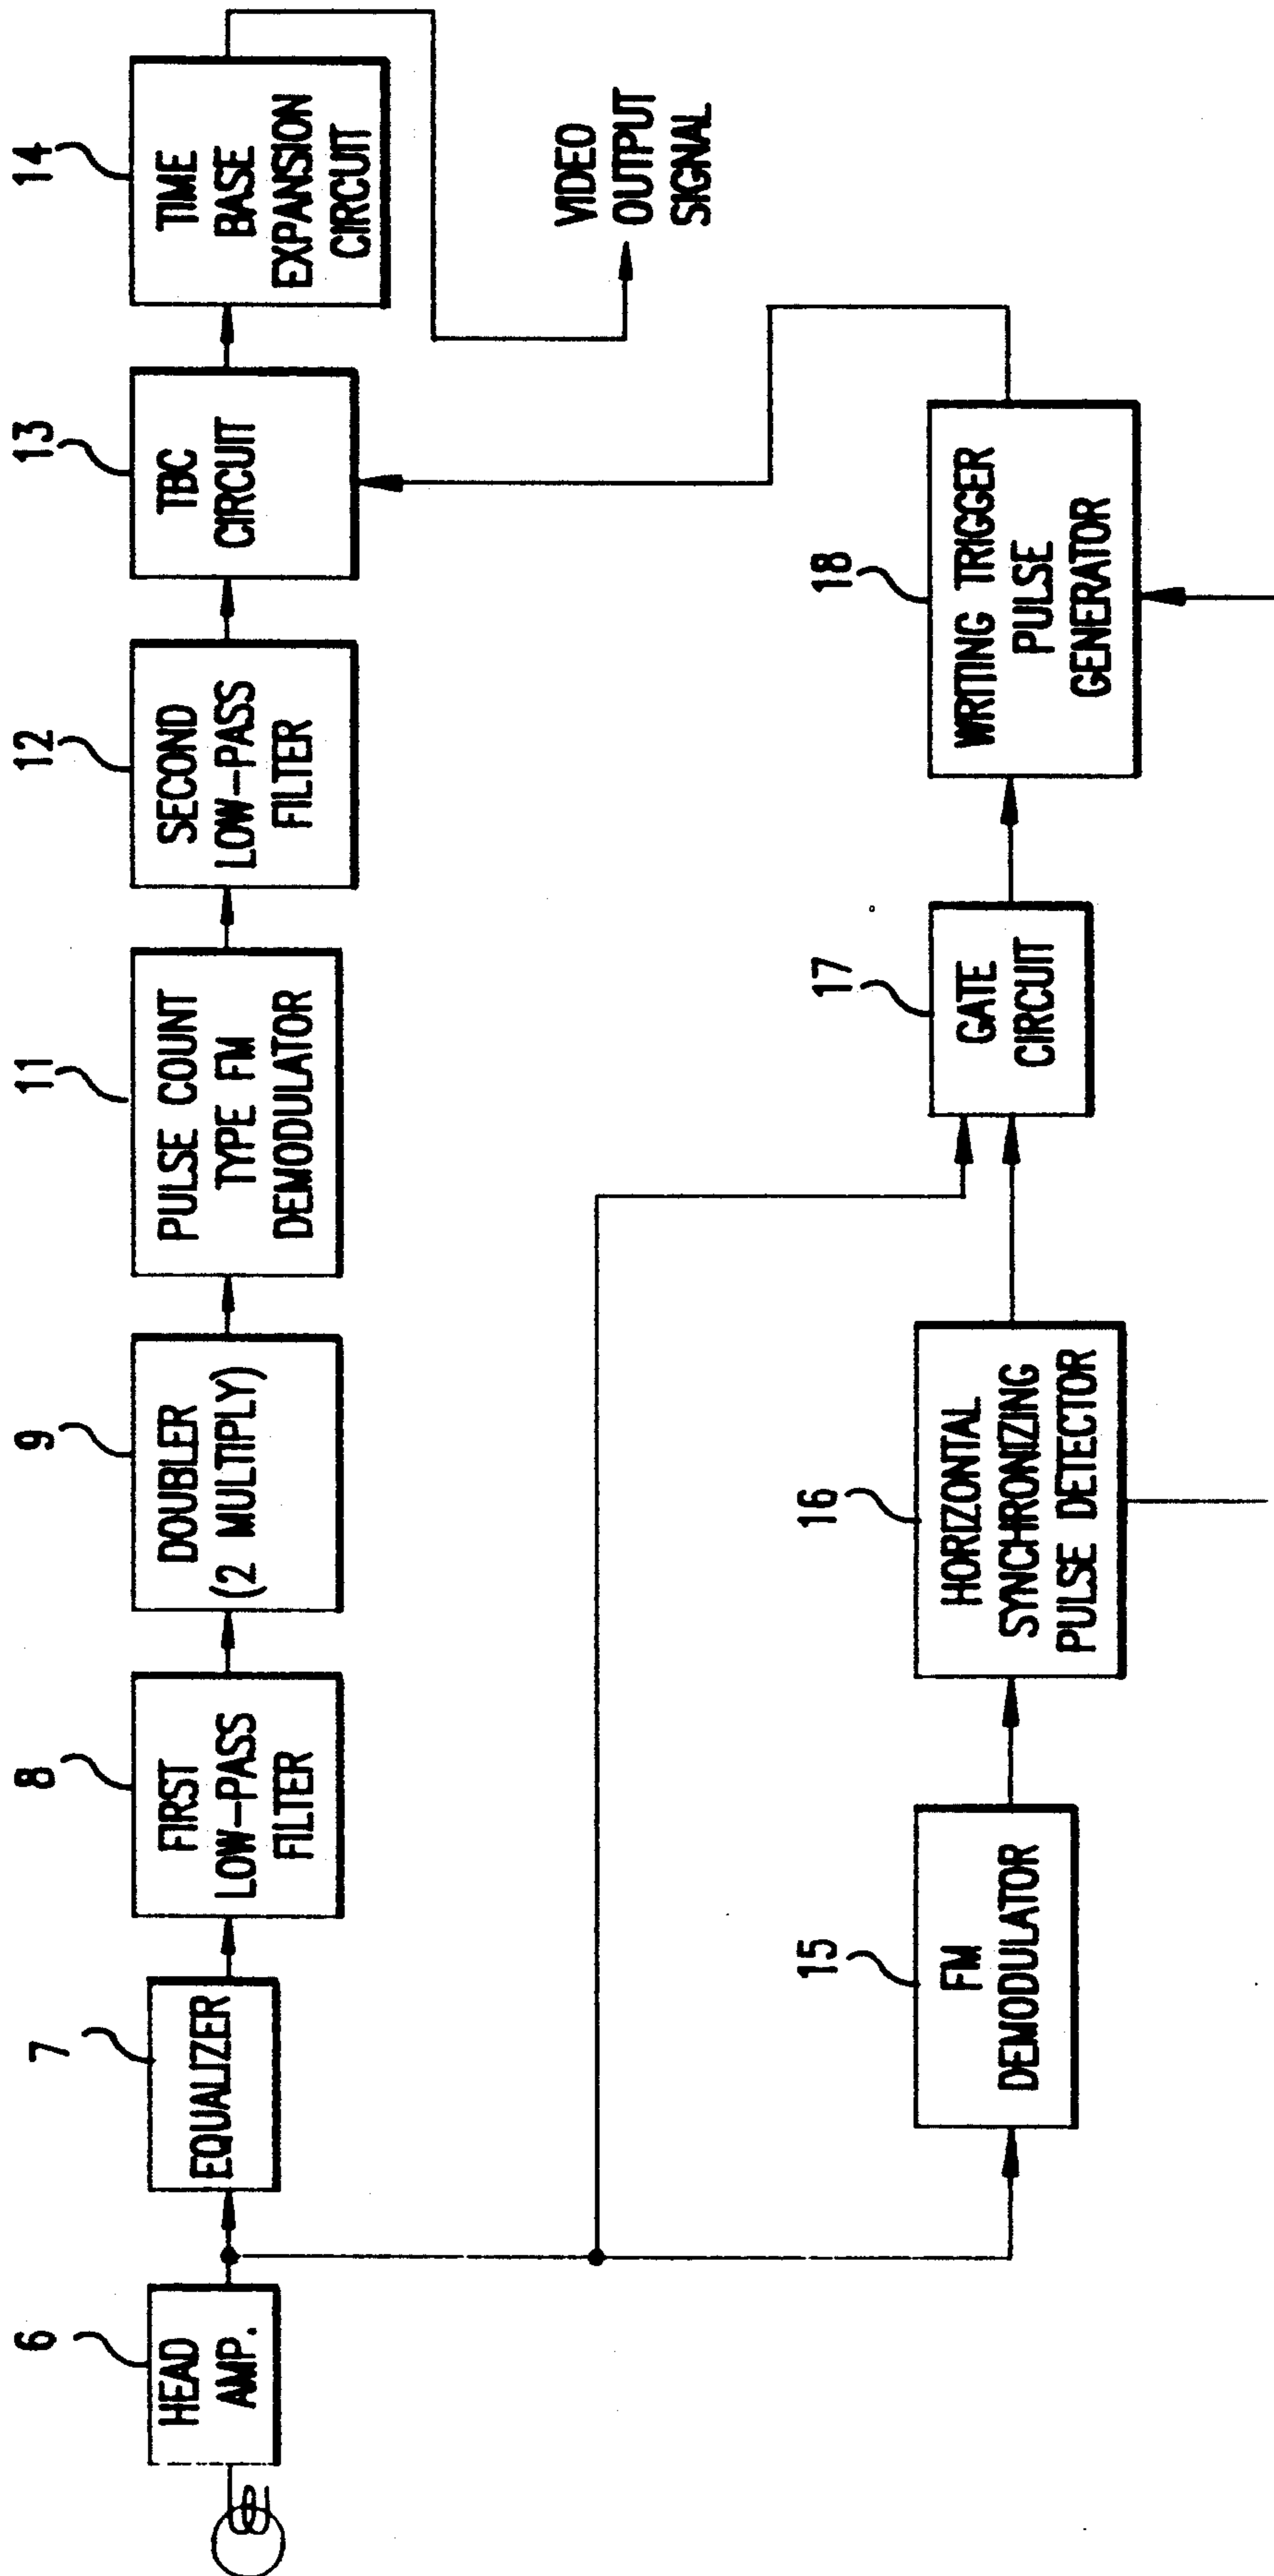 6
HEAD
AMP.
7
EQUALIZER
8
FIRST
LOW-PASS
FILTER
9
DOUBLER
(2 MULTIPLY)
11
PULSE COUNT
TYPE FM
DEMODULATOR
12
SECOND
LOW-PASS
FILTER
13
TBC
CIRCUIT
14
TIME
BASE
EXPANSION
CIRCUIT
VIDEO
OUTPUT
SIGNAL
15
FM
DEMODULATOR
16
HORIZONTAL
SYNCHRONIZING
PULSE DETECTOR
17
GATE
CIRCUIT
18
WRITING TRIGGER
PULSE
GENERATOR